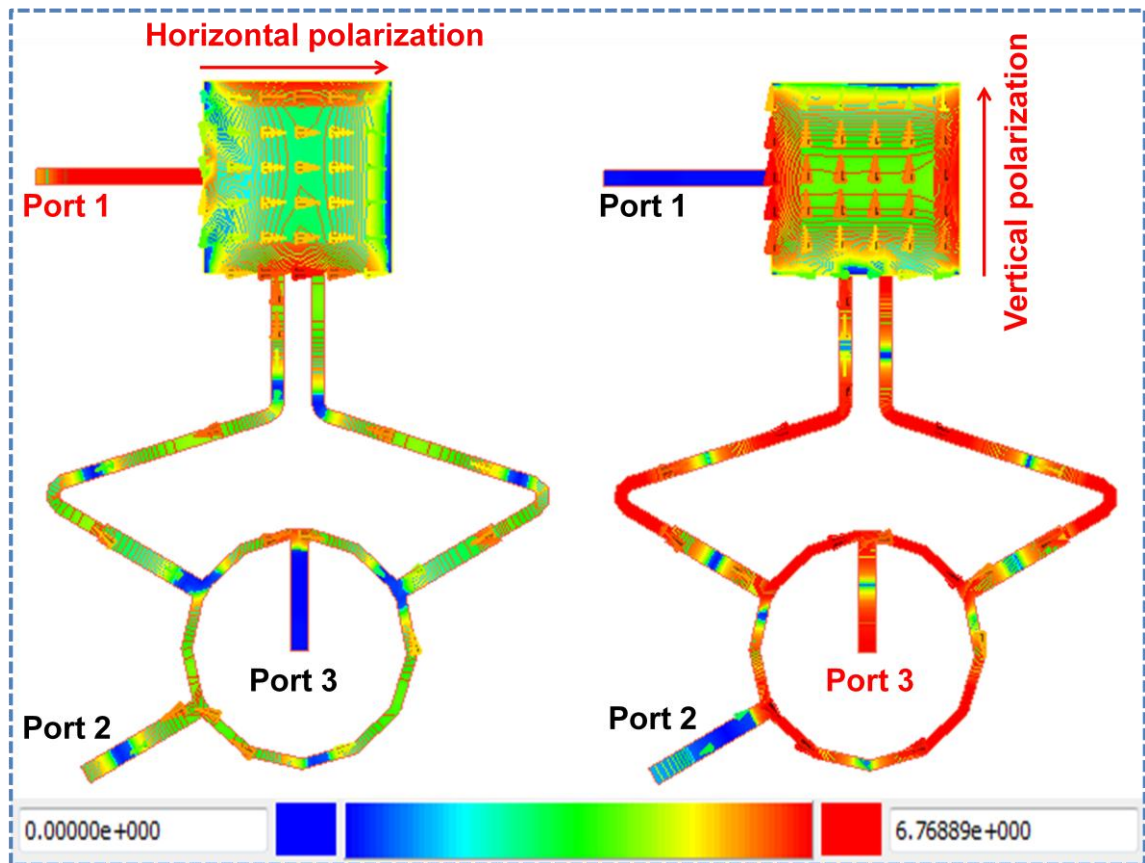 Horizontal polarization
Vertical polarization
Port 1
Port 1
Port 3
Port 3
Port 2
Port 2
0.00000e+000
6.76889e+000